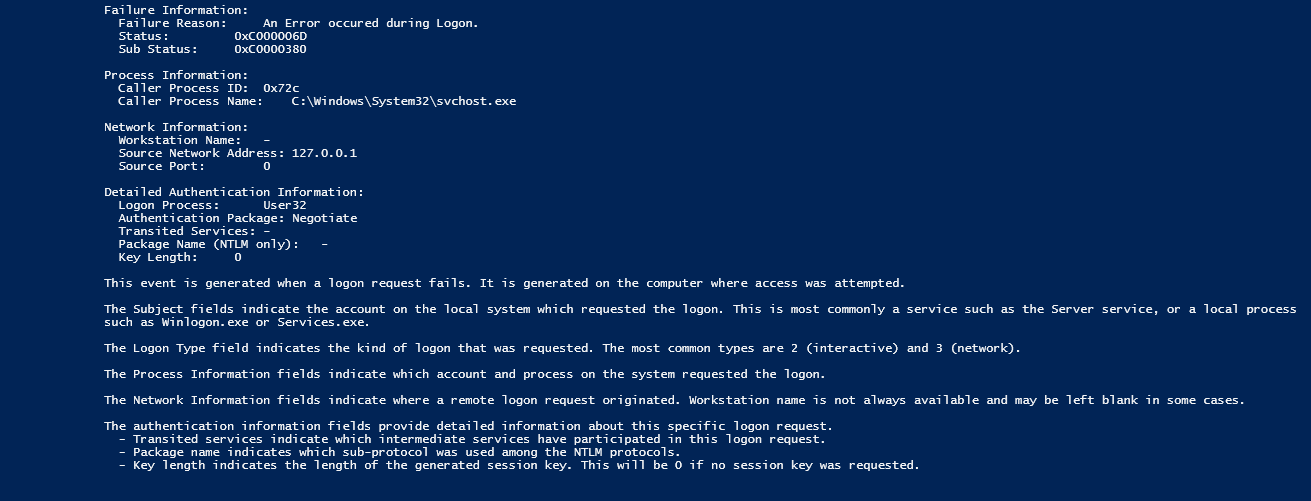 Failure Information:
Failure Reason: An Error occured during Logon.
Status: 0xC000006D
Sub Status: 0xC0000380
Process Information:
Caller Process ID: 0x72c
Caller Process Name: C:\Windows\System32\svchost.exe
Network Information:
Workstation Name: -
Source Network Address: 127.0.0.1
Source Port: 0
Detailed Authentication Information:
Logon Process: User32
Authentication Package: Negotiate
Transited Services: -
Package Name (NTLM only): -
Key Length: 0
This event is generated when a logon request fails. It is generated on the computer where access was attempted.
The Subject fields indicate the account on the local system which requested the logon. This is most commonly a service such as the Server service, or a local process
such as Winlogon.exe or Services.exe.
The Logon Type field indicates the kind of logon that was requested. The most common types are 2 (interactive) and 3 (network).
The Process Information fields indicate which account and process on the system requested the logon.
The Network Information fields indicate where a remote logon request originated. Workstation name is not always available and may be left blank in some cases.
The authentication information fields provide detailed information about this specific logon request.
- Transited services indicate which intermediate services have participated in this logon request.
- Package name indicates which sub-protocol was used among the NTLM protocols.
- Key length indicates the length of the generated session key. This will be 0 if no session key was requested.